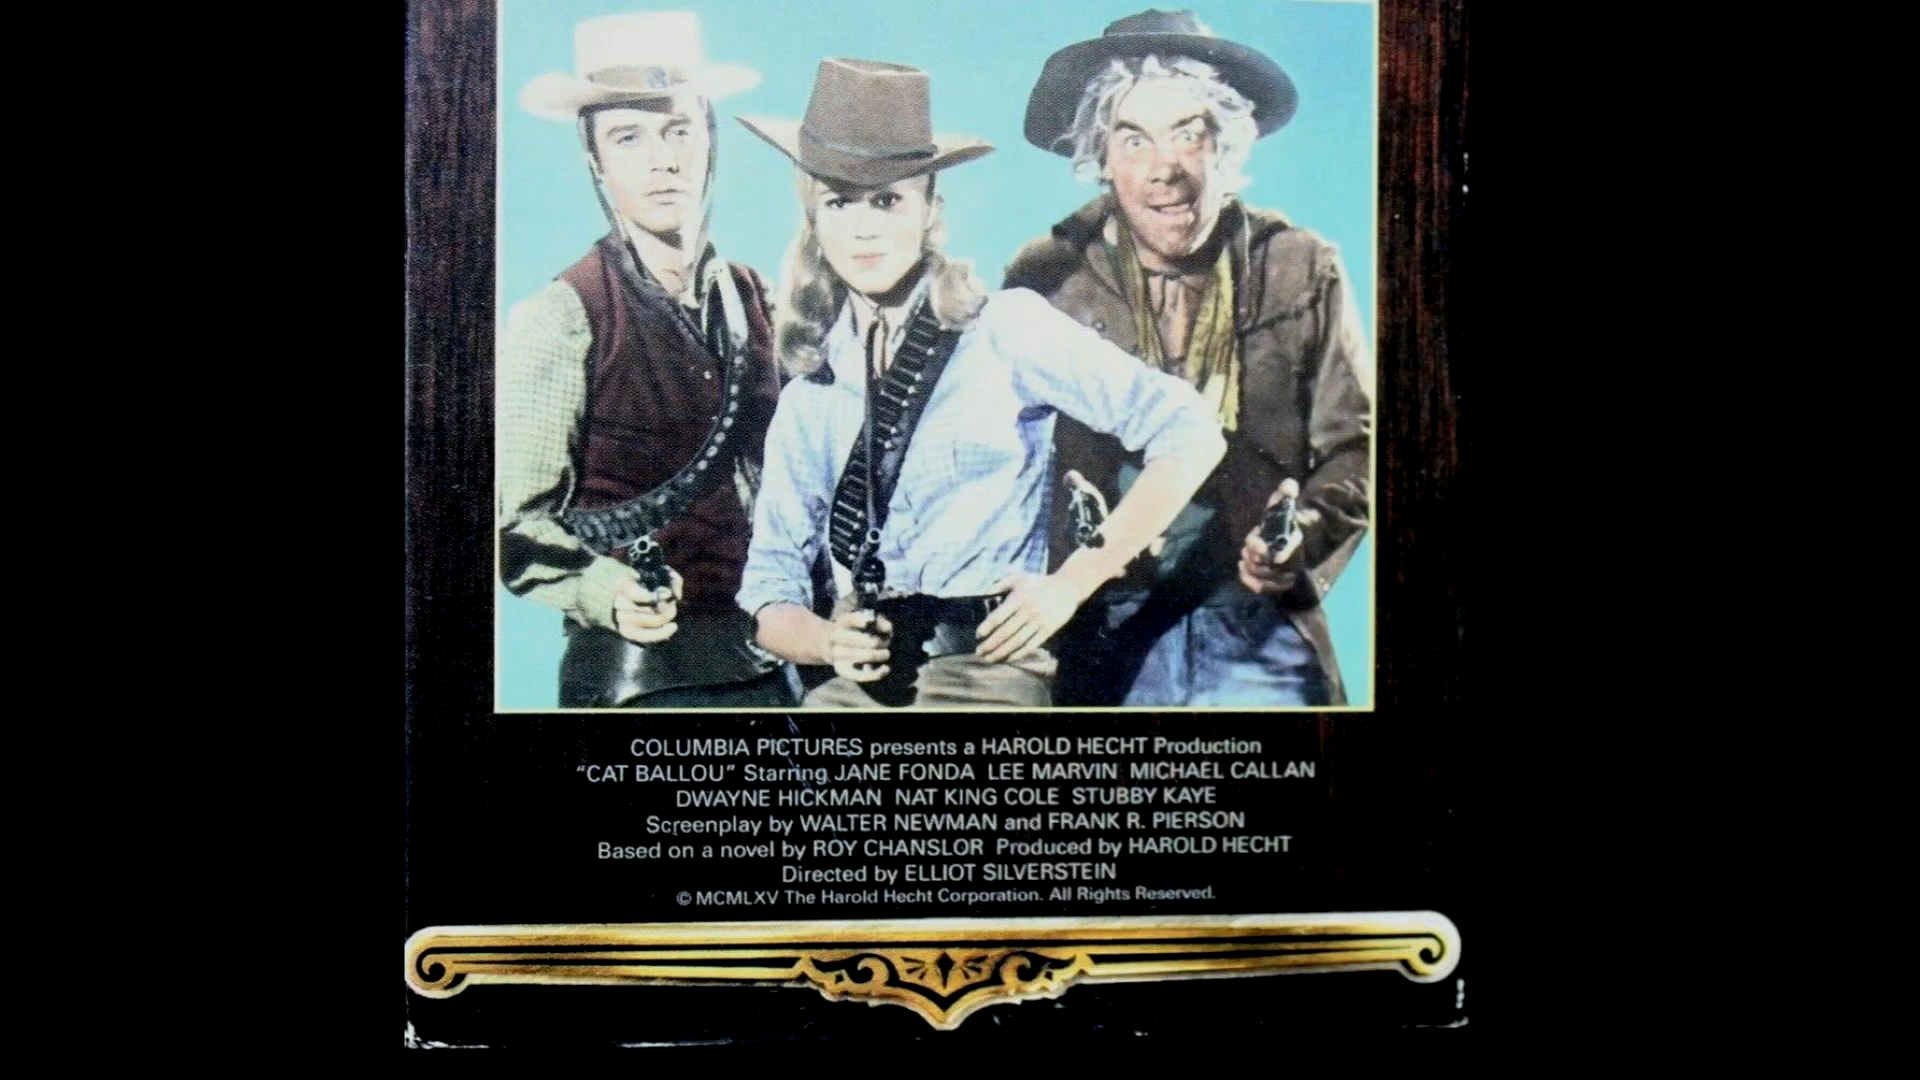 COLUMBIA PICTURES presents a HAROLD HECHT Production
"CAT BALLOU" Starring JANE FONDA LEE MARVIN MICHAEL CALLAN
DWAYNE HICKMAN NAT KING COLE STUBBY KAYE
Screenplay by WALTER NEWMAN and FRANK R. PIERSON
Based on a novel by ROY CHANSLOR Produced by HAROLD HECHT
Directed by ELLIOT SILVERSTEIN
© MCMLXV The Harold Hecht Corporation. All Rights Reserved.